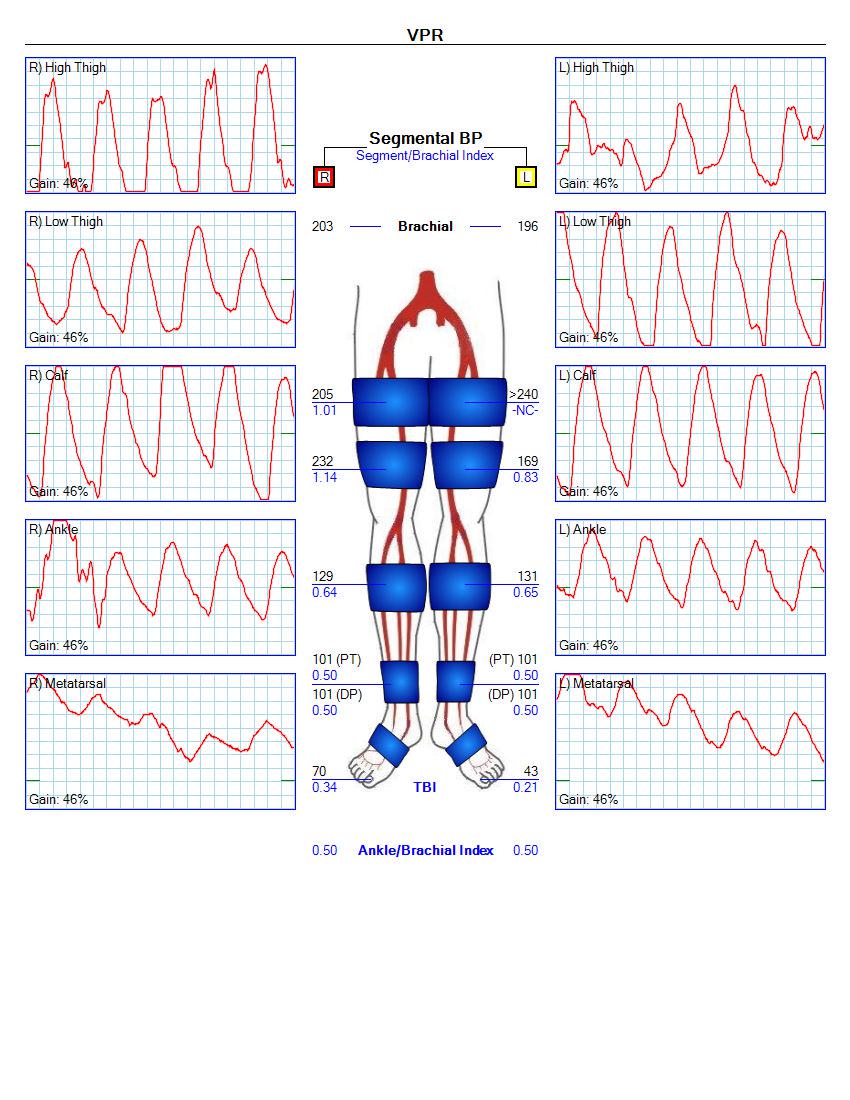 VPR
R) High Thigh
Gain: 46%
L) High Thigh
Gain: 46%
Segmental BP
Segment/Brachial Index
R
L
203 Brachial 196
R) Low Thigh
Gain: 46%
L) Low Thigh
Gain: 46%
R) Calf
Gain: 46%
L) Calf
Gain: 46%
205 >240
1.01 -NC-
232 169
1.14 0.83
R) Ankle
Gain: 46%
L) Ankle
Gain: 46%
129 131
0.64 0.65
R) Metatarsal
Gain: 46%
L) Metatarsal
Gain: 46%
101 (PT) (PT) 101
0.50 0.50
101 (DP) (DP) 101
0.50 0.50
70 43
0.34 TBI 0.21
0.50 Ankle/Brachial Index 0.50